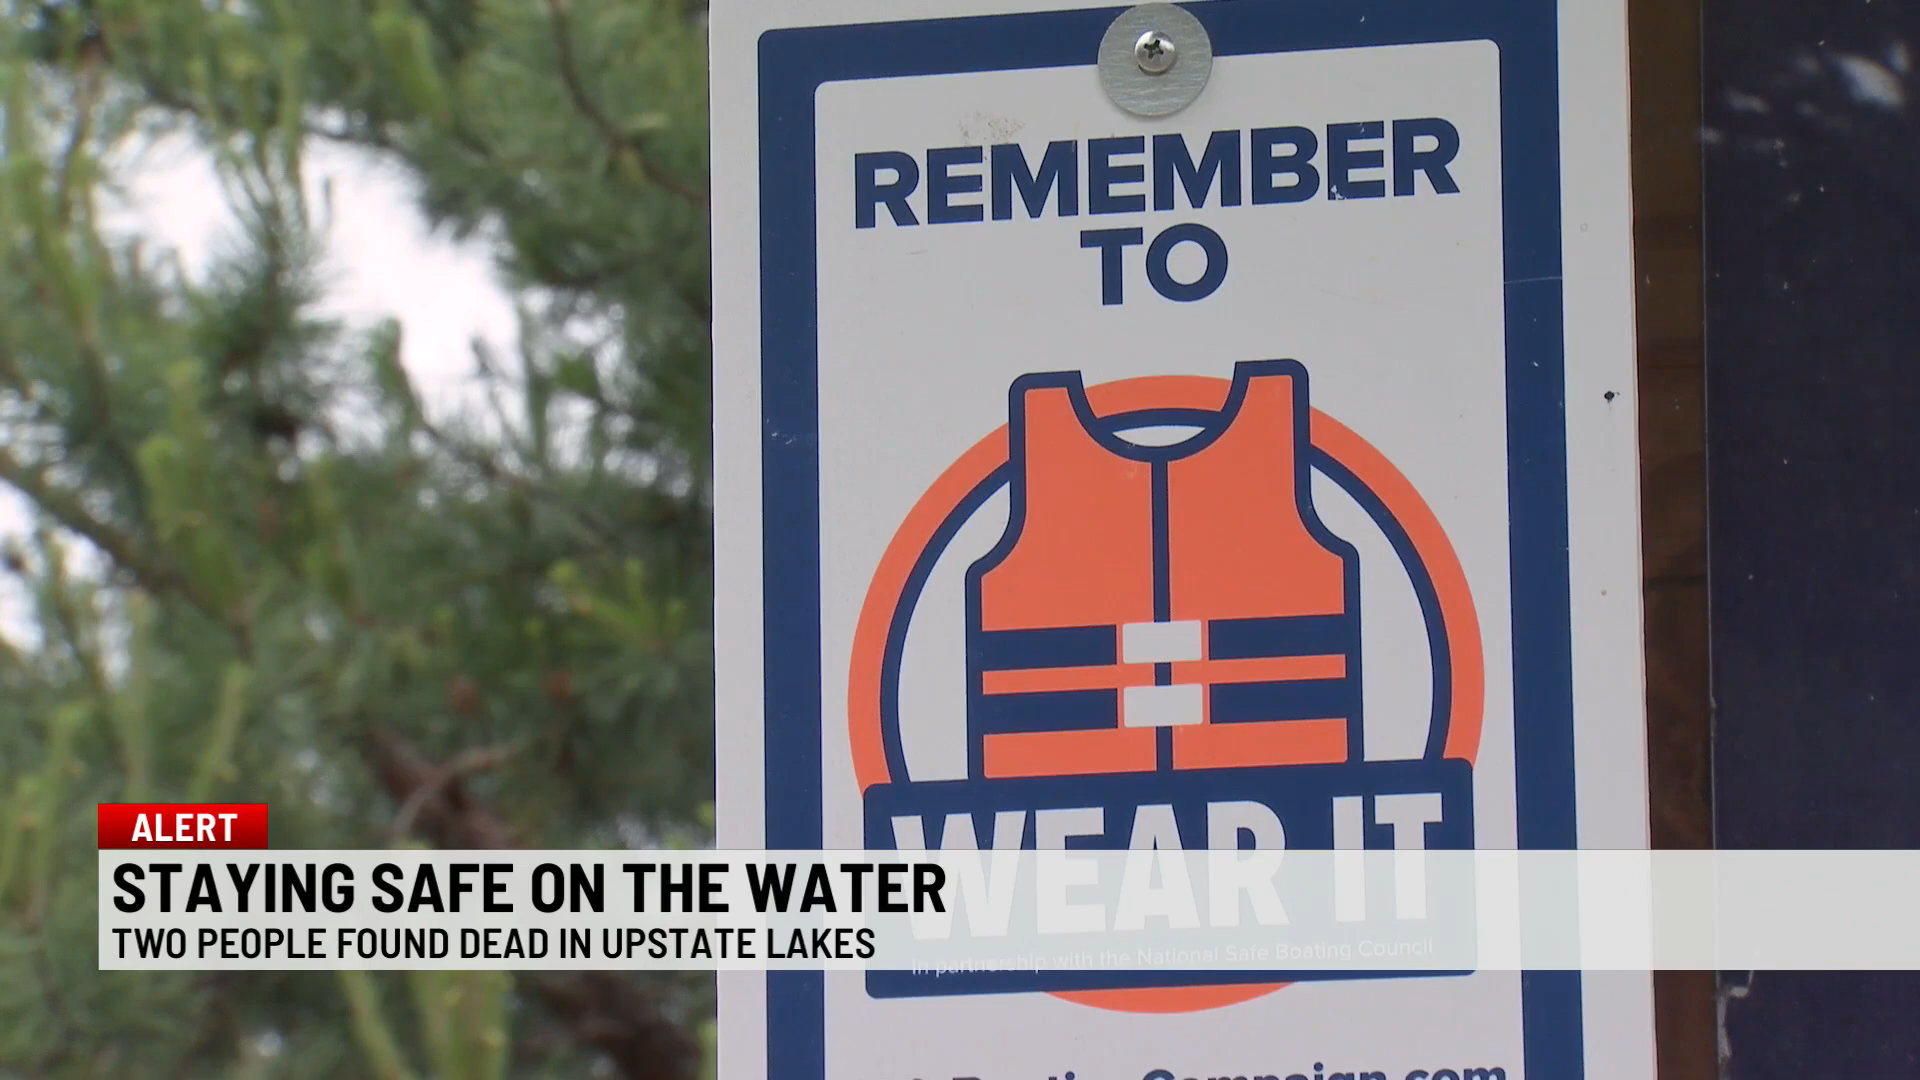 REMEMBER
TO
WEAR IT
In partnership with the National Safe Boating Council
ALERT
STAYING SAFE ON THE WATER
TWO PEOPLE FOUND DEAD IN UPSTATE LAKES